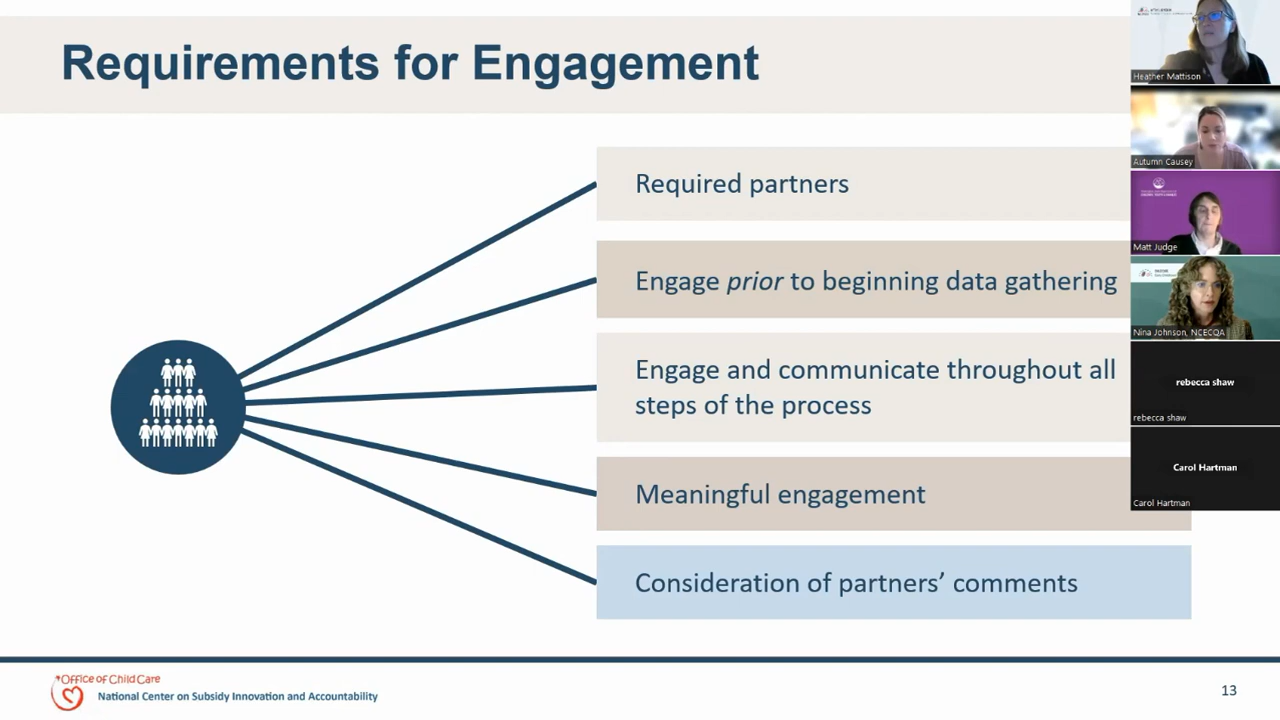 Requirements for Engagement
Required partners
Engage prior to beginning data gathering
Engage and communicate throughout all
steps of the process
Meaningful engagement
Consideration of partners’ comments
Office of Child Care
National Center on Subsidy Innovation and Accountability
13
Heather Mattison
Autumn Causey
Matt Judge
Nina Johnson, NCECQA
rebecca shaw
rebecca shaw
Carol Hartman
Carol Hartman